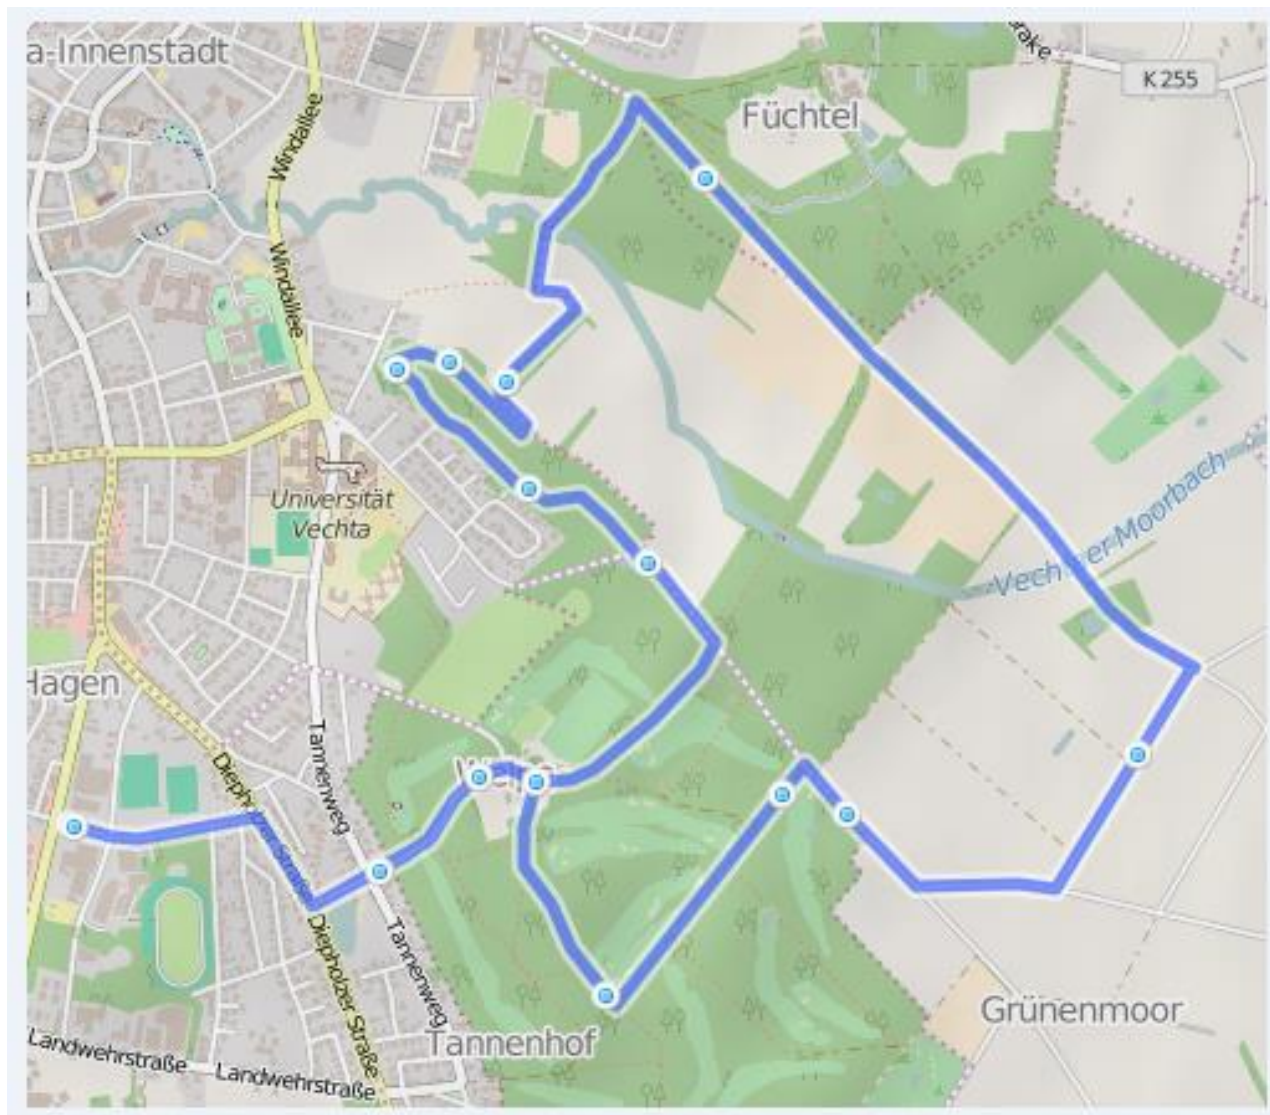 a-Innenstadt
rake
K 255
Füchtel
Windallee
Windallee
Universität
Vechta
Moorbach
Hagen
Tannenweg
Diepholzer Straße
Tannenweg
Diepholzer Straße
Grünenmoor
Tannenhof
Landwehrstraße
Landwehrstraße